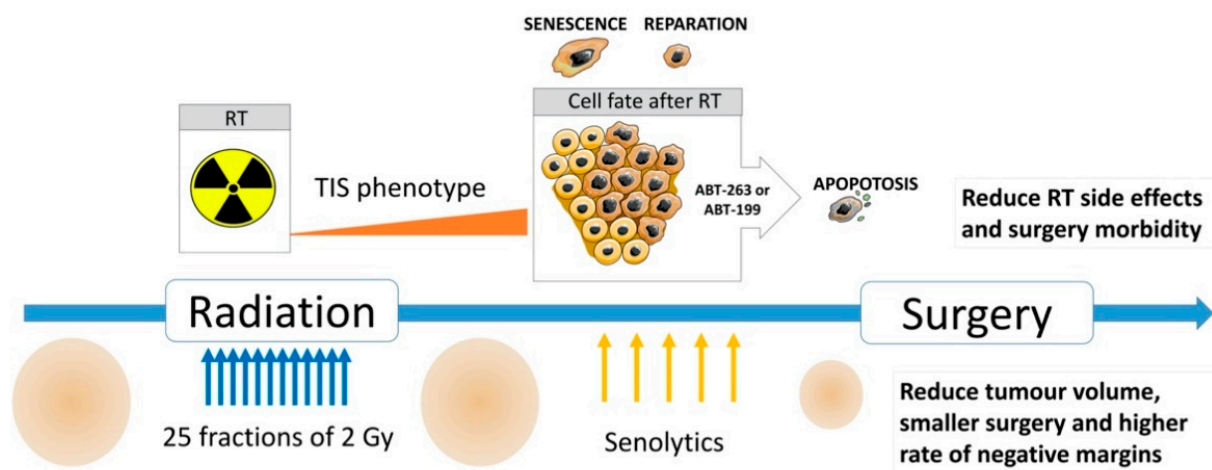 SENESCENCE REPARATION
RT
Cell fate after RT
TIS phenotype
ABT-263 or
ABT-199
APOPOTOSIS
Reduce RT side effects
and surgery morbidity
Radiation
Surgery
25 fractions of 2 Gy
Senolytics
Reduce tumour volume,
smaller surgery and higher
rate of negative margins